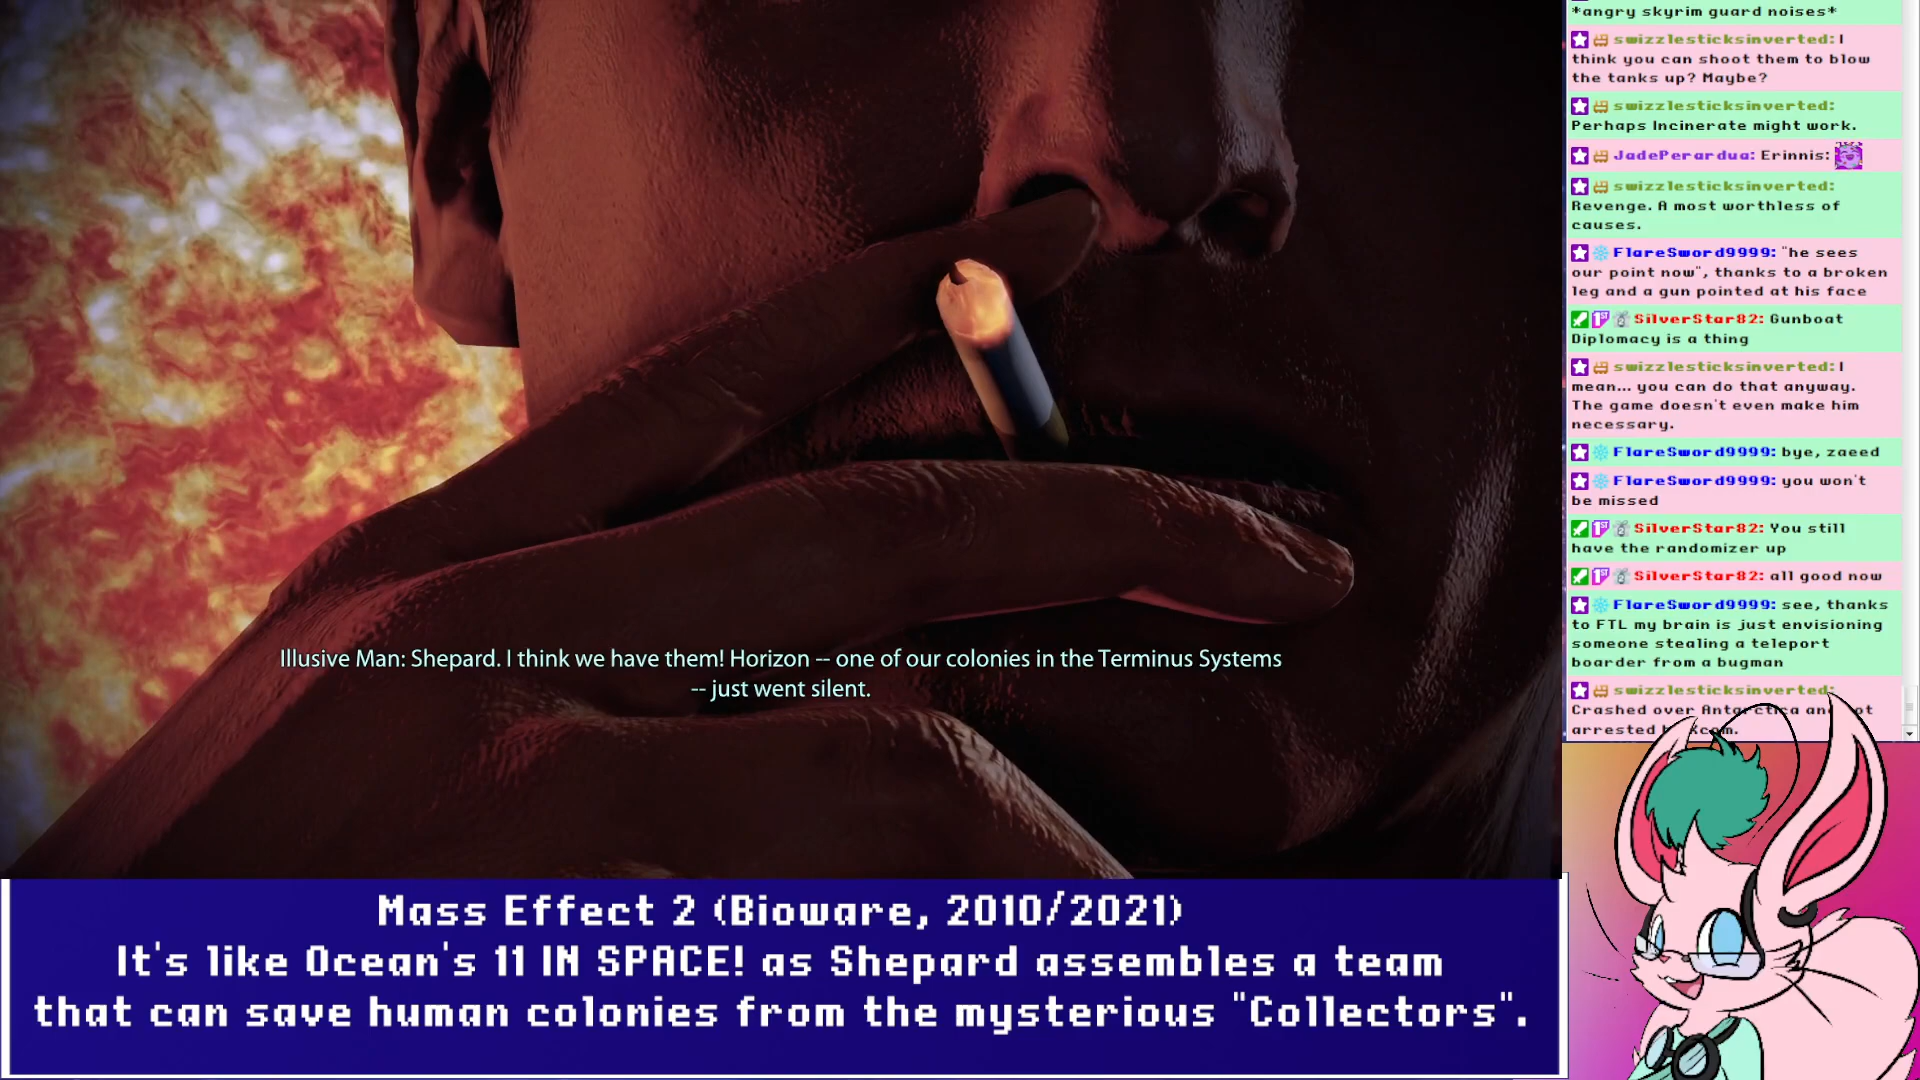 Illusive Man: Shepard. I think we have them! Horizon -- one of our colonies in the Terminus Systems
-- just went silent.
Mass Effect 2 (Bioware, 2010/2021)
It's like Ocean's 11 IN SPACE! as Shepard assembles a team
that can save human colonies from the mysterious "Collectors".
*angry skyrim guard noises*
swizzlesticksinverted: I
think you can shoot them to blow
the tanks up? Maybe?
swizzlesticksinverted:
Perhaps Incinerate might work.
JadePerardua: Erinnis:
swizzlesticksinverted:
Revenge. A most worthless of
causes.
FlareSword9999: "he sees
our point now", thanks to a broken
leg and a gun pointed at his face
1ST SilverStar82: Gunboat
Diplomacy is a thing
swizzlesticksinverted: I
mean... you can do that anyway.
The game doesn't even make him
necessary.
FlareSword9999: bye, zaeed
FlareSword9999: you won't
be missed
1ST SilverStar82: You still
have the randomizer up
1ST SilverStar82: all good now
FlareSword9999: see, thanks
to FTL my brain is just envisioning
someone stealing a teleport
boarder from a bugman
swizzlesticksinverted:
Crashed over Antarctica
arrested